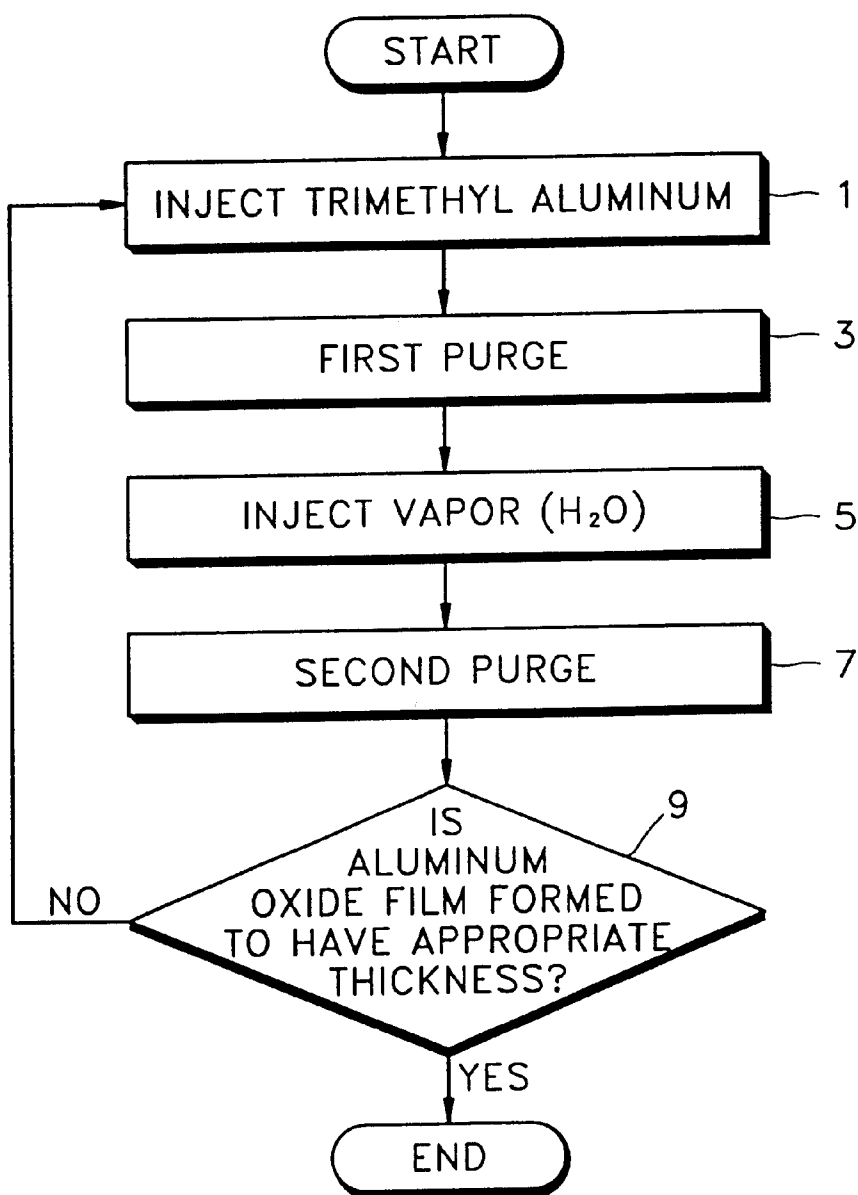 START
INJECT TRIMETHYL ALUMINUM
1
FIRST PURGE
3
INJECT VAPOR (H₂O)
5
SECOND PURGE
7
9
IS
ALUMINUM
OXIDE FILM FORMED
TO HAVE APPROPRIATE
THICKNESS?
NO
YES
END